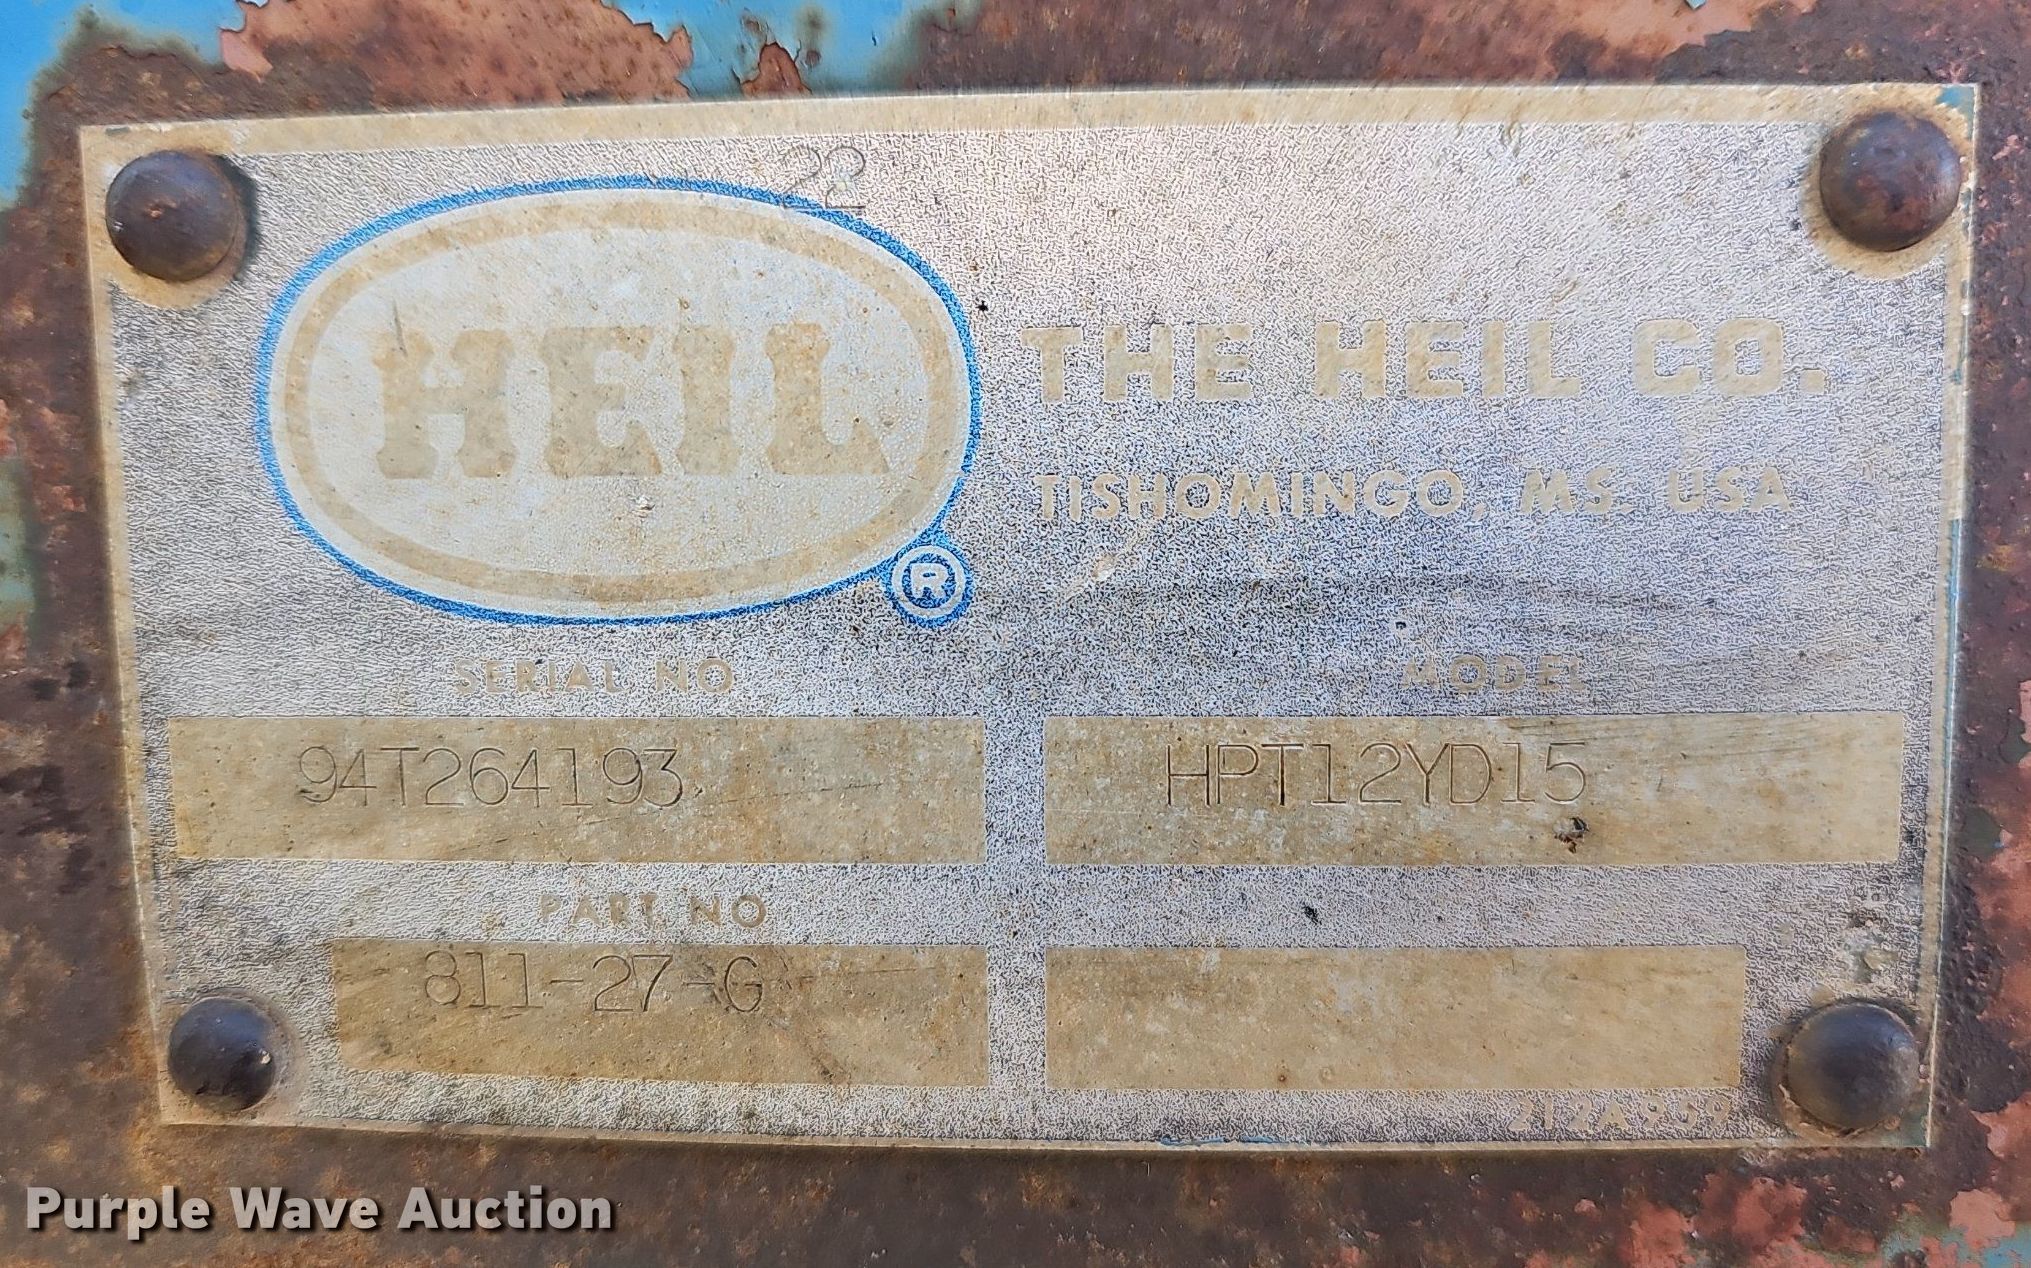 22
HEIL
®
THE HEIL CO.
TISHOMINGO, MS. USA
SERIAL NO
MODEL
94T264193
HPT12YD15
PART NO
811-27-G
212A959
Purple Wave Auction